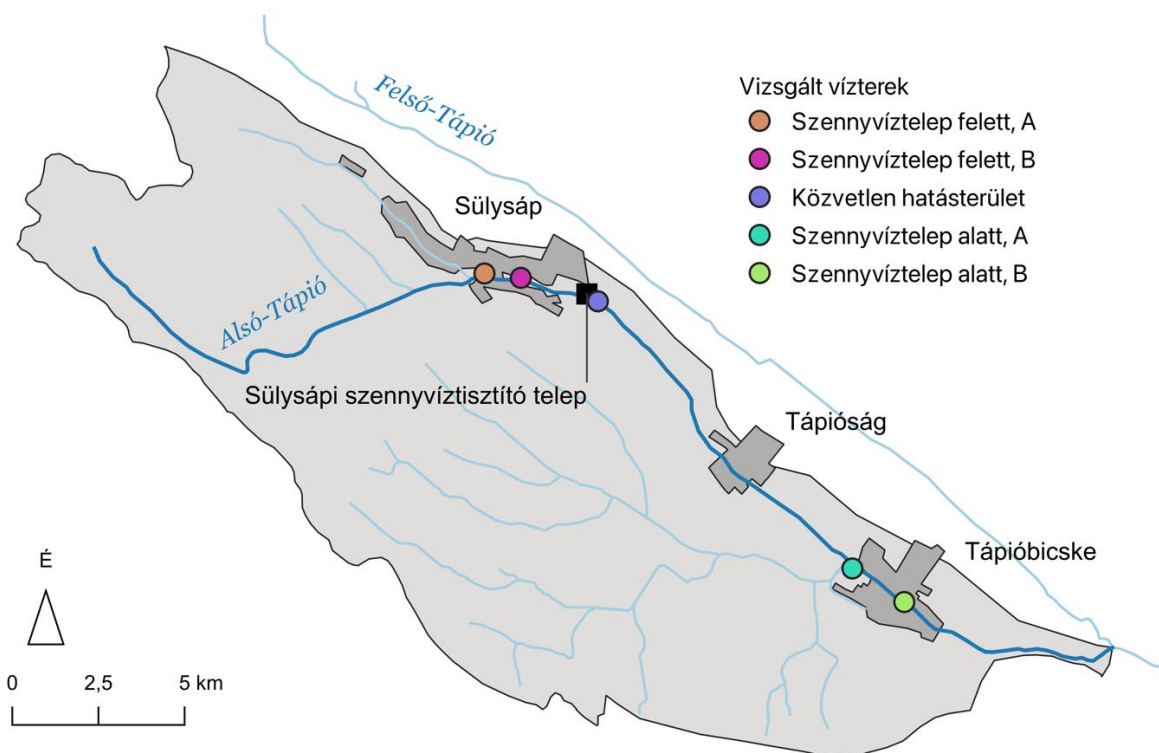 Felső-Tápió
Vizsgált vízterek
Szennyvíztelep felett, A
Szennyvíztelep felett, B
Közvetlen hatásterület
Szennyvíztelep alatt, A
Szennyvíztelep alatt, B
Sülysáp
Alsó-Tápió
Sülysápi szennyvíztisztító telep
Tápióság
Tápióbicske
É
0 2,5 5 km